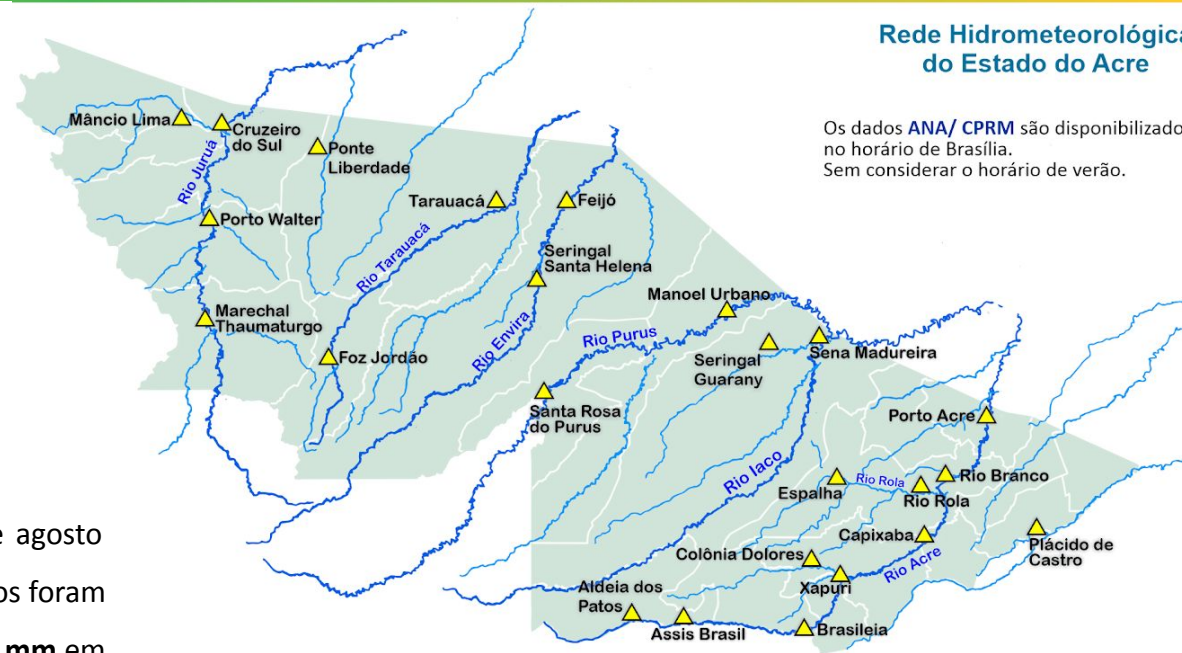 Rede Hidrometeorológica
do Estado do Acre
Os dados ANA/ CPRM são disponibilizado
no horário de Brasília.
Sem considerar o horário de verão.
Mâncio Lima
Cruzeiro
do Sul
Ponte
Liberdade
Rio Juruá
Porto Walter
Tarauacá
Feijó
Rio Tarauacá
Seringal
Santa Helena
Marechal
Thaumaturgo
Foz Jordão
Rio Envira
Manoel Urbano
Rio Purus
Seringal
Guarany
Sena Madureira
Santa Rosa
do Purus
Porto Acre
Rio Iaco
Espalha
Rio Rola
Rio Rola
Rio Branco
Capixaba
Plácido de
Castro
Colônia Dolores
Rio Acre
Xapuri
Aldeia dos
Patos
Assis Brasil
Brasileia
agosto
os foram
mm em